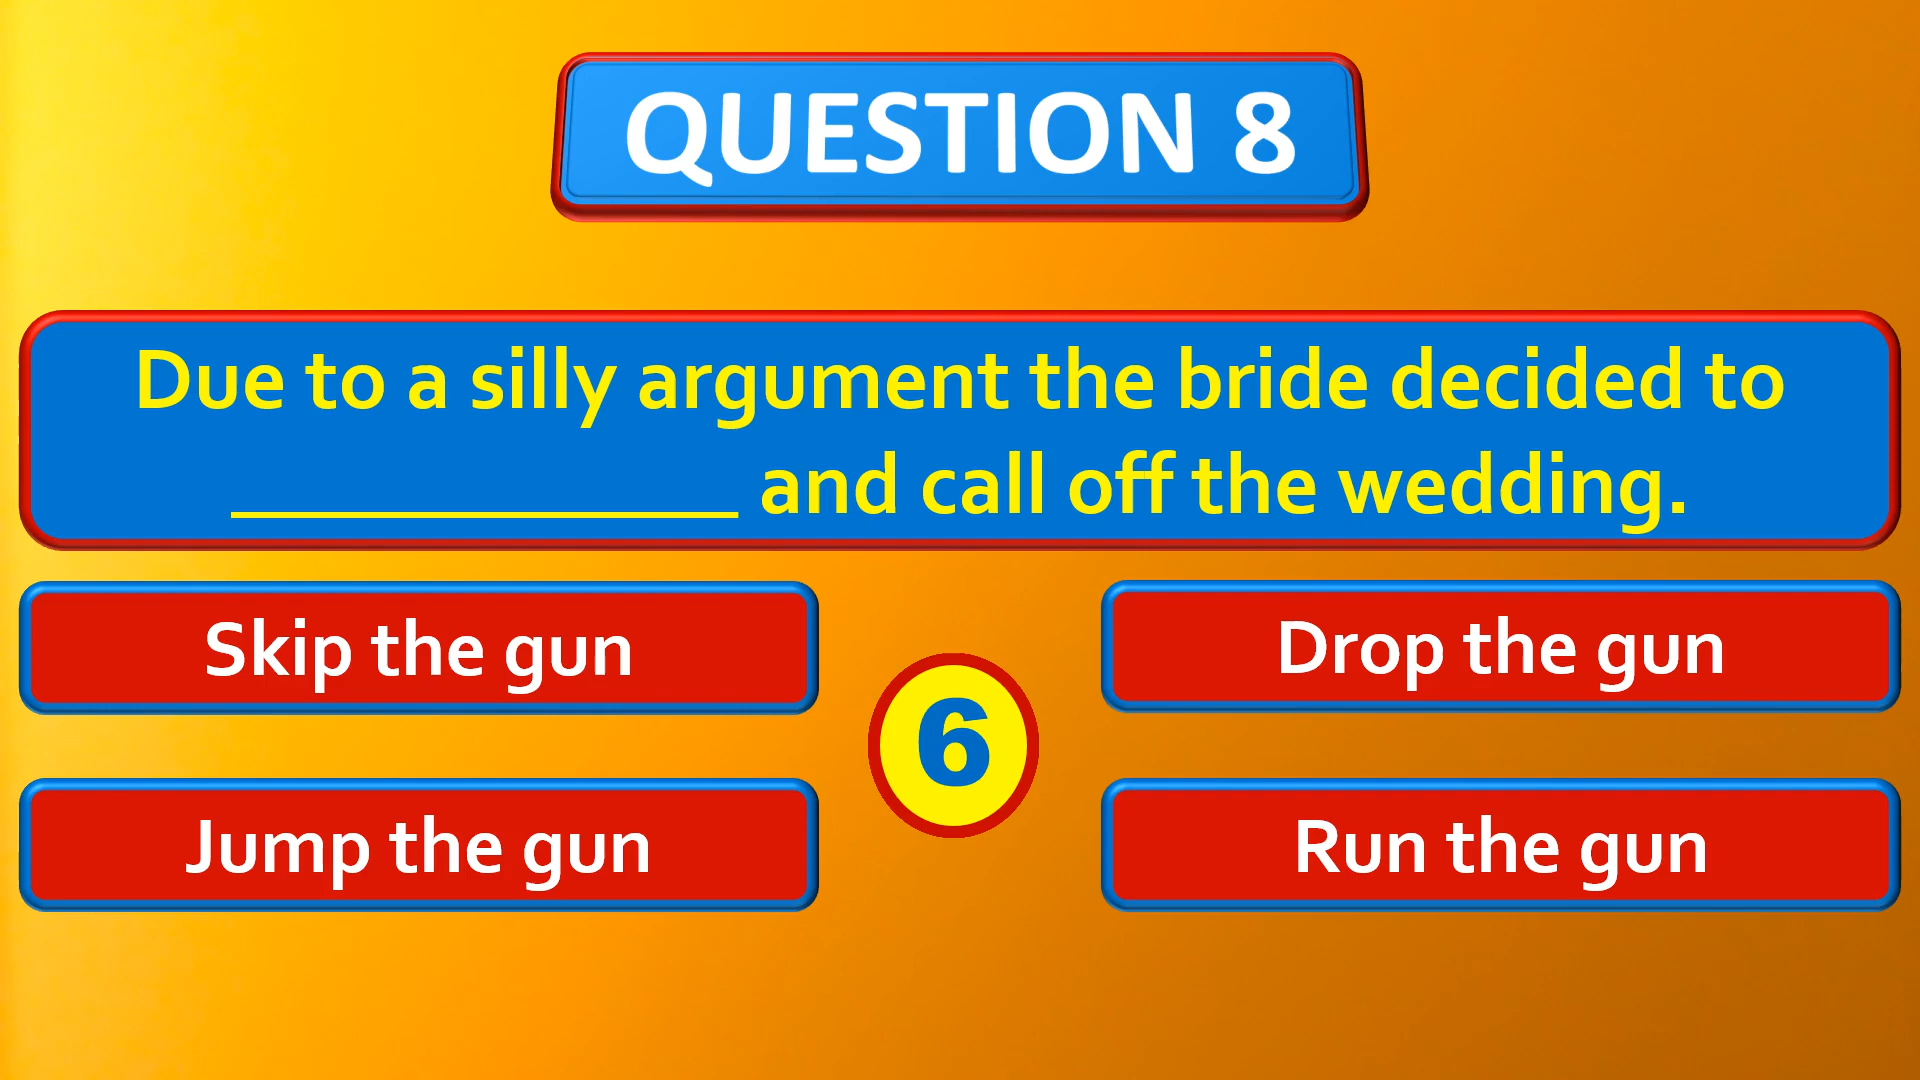 QUESTION 8
Due to a silly argument the bride decided to
______________ and call off the wedding.
Skip the gun
Drop the gun
6
Jump the gun
Run the gun